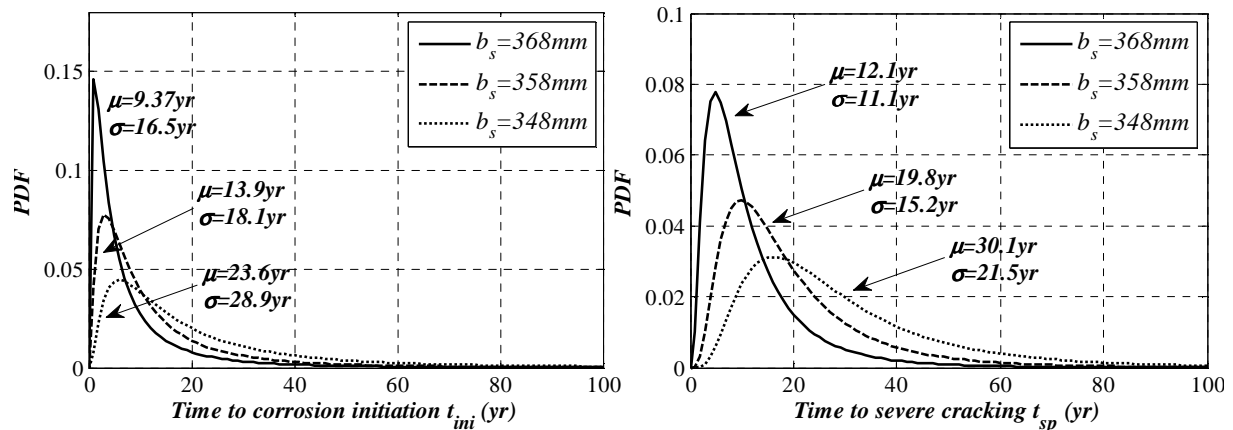 b_s=368mm
b_s=358mm
b_s=348mm
μ=9.37yr
σ=16.5yr
μ=13.9yr
σ=18.1yr
μ=23.6yr
σ=28.9yr
PDF
0.15
0.1
0.05
0
0 20 40 60 80 100
Time to corrosion initiation t_ini (yr)
b_s=368mm
b_s=358mm
b_s=348mm
μ=12.1yr
σ=11.1yr
μ=19.8yr
σ=15.2yr
μ=30.1yr
σ=21.5yr
PDF
0.1
0.08
0.06
0.04
0.02
0
0 20 40 60 80 100
Time to severe cracking t_sp (yr)